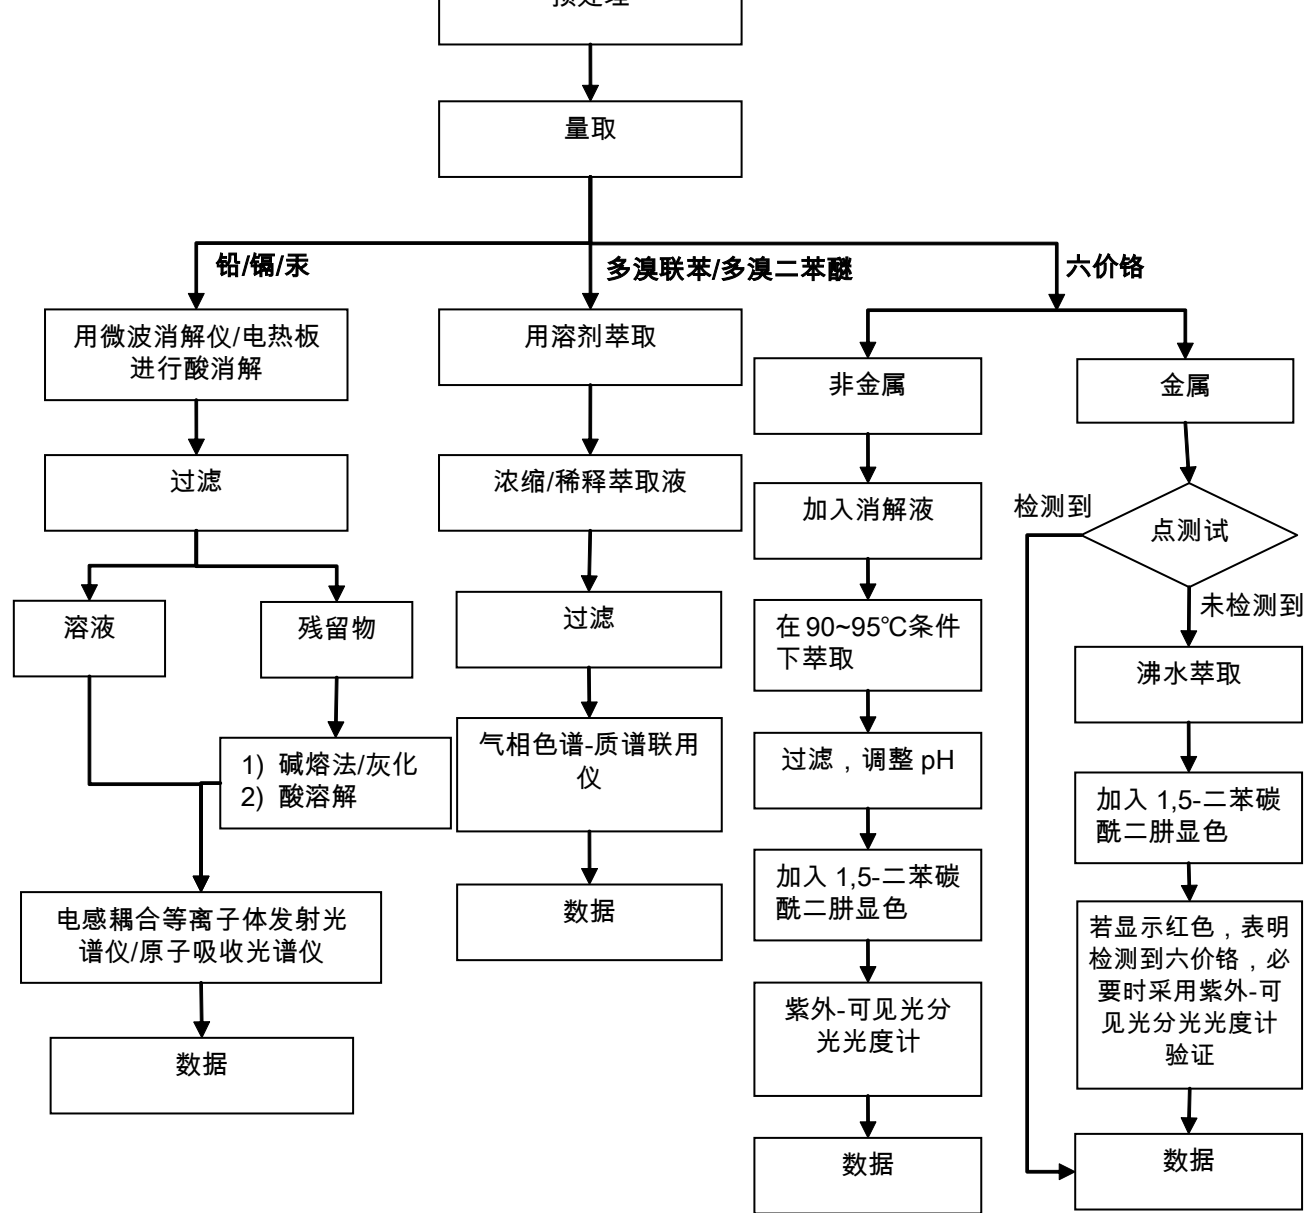 预处理
量取
铅/镉/汞
多溴联苯/多溴二苯醚
六价铬
用微波消解仪/电热板
进行酸消解
过滤
溶液
残留物
1) 碱熔法/灰化
2) 酸溶解
电感耦合等离子体发射光
谱仪/原子吸收光谱仪
数据
用溶剂萃取
浓缩/稀释萃取液
过滤
气相色谱-质谱联用
仪
数据
非金属
加入消解液
在 90~95℃条件
下萃取
过滤，调整 pH
加入 1,5-二苯碳
酰二肼显色
紫外-可见光分
光光度计
数据
金属
点测试
检测到
未检测到
沸水萃取
加入 1,5-二苯碳
酰二肼显色
若显示红色，表明
检测到六价铬，必
要时采用紫外-可
见光分光光度计
验证
数据